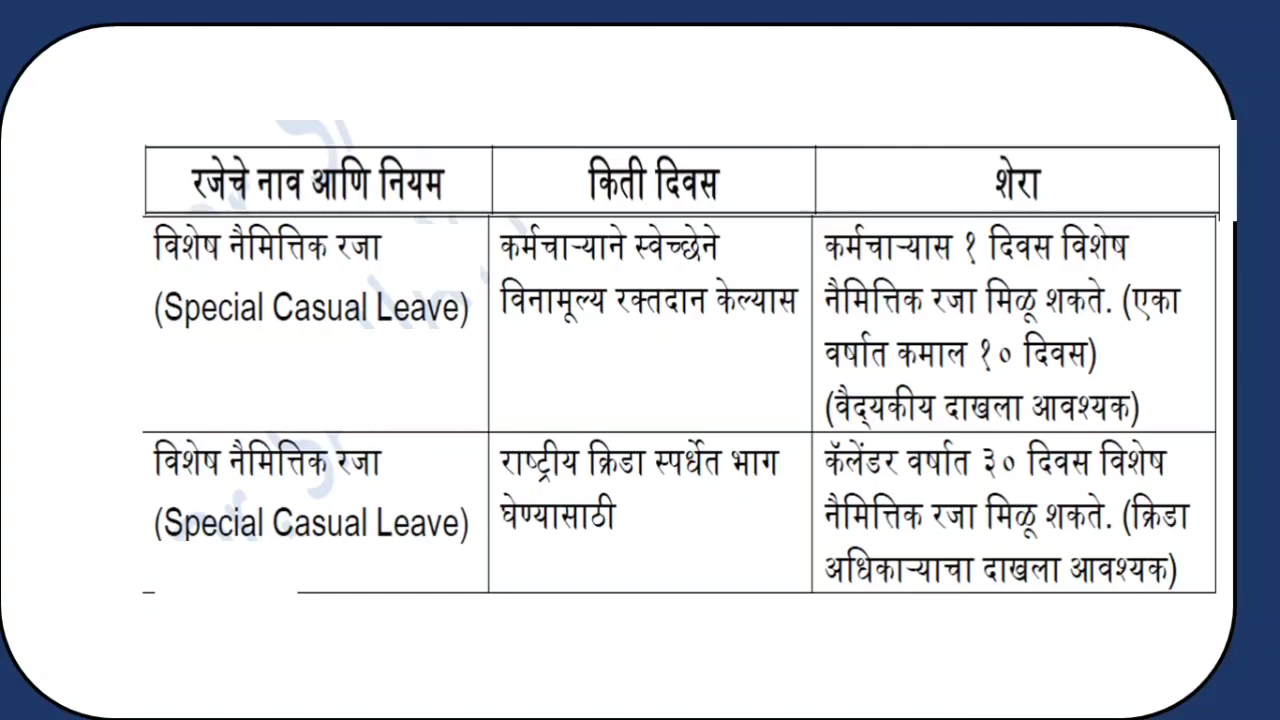 रजेचे नाव आणि नियम
किती दिवस
शेरा
विशेष नैमित्तिक रजा
(Special Casual Leave)
कर्मचाऱ्याने स्वेच्छेने
विनामूल्य रक्तदान केल्यास
कर्मचाऱ्यास १ दिवस विशेष
नैमित्तिक रजा मिळू शकते. (एका
वर्षात कमाल १० दिवस)
(वैद्‍यकीय दाखला आवश्यक)
विशेष नैमित्तिक रजा
(Special Casual Leave)
राष्ट्रीय क्रिडा स्पर्धेत भाग
घेण्यासाठी
कॅलेंडर वर्षात ३० दिवस विशेष
नैमित्तिक रजा मिळू शकते. (क्रिडा
अधिकाऱ्याचा दाखला आवश्यक)